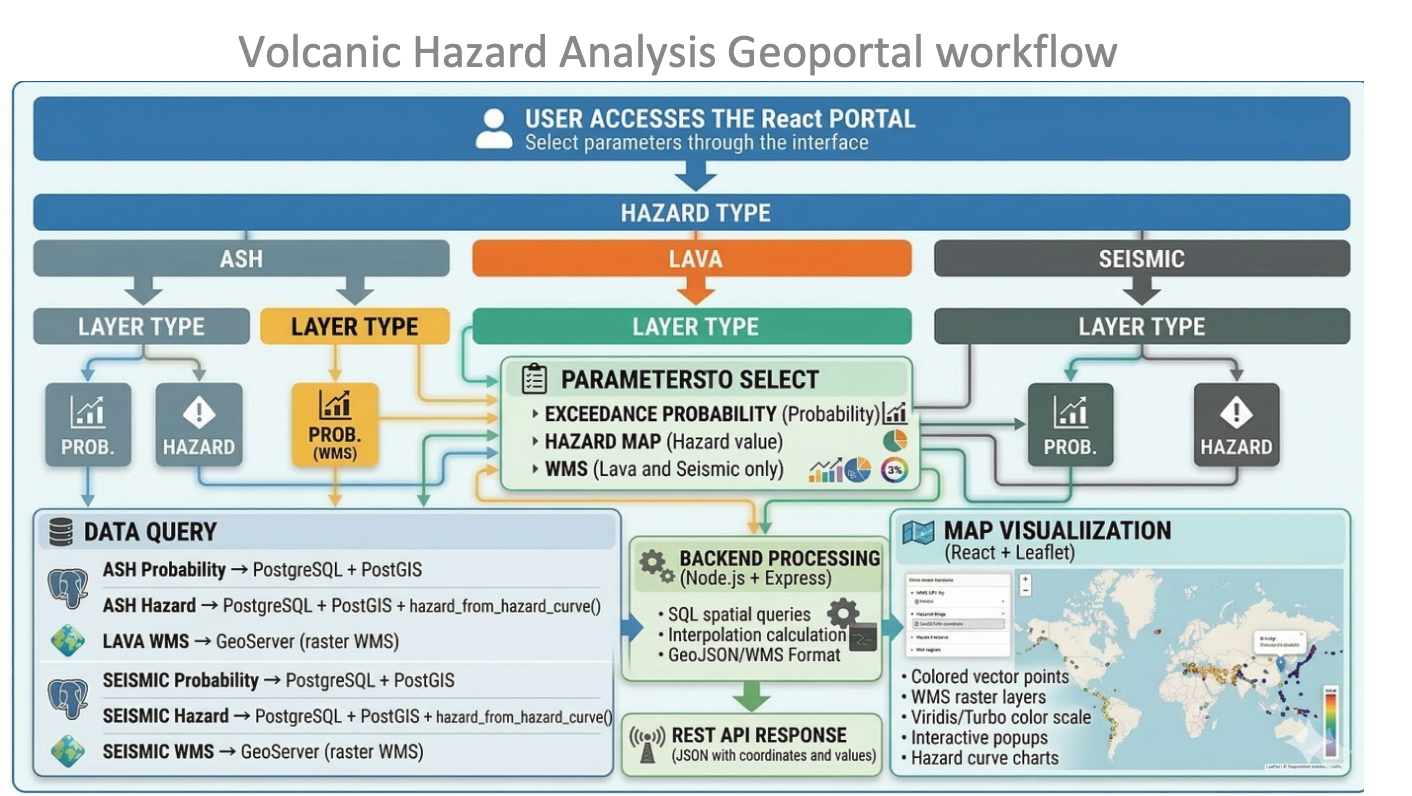 Volcanic Hazard Analysis Geoportal workflow
USER ACCESSES THE React PORTAL
Select parameters through the interface
HAZARD TYPE
ASH
LAVA
SEISMIC
LAYER TYPE
LAYER TYPE
LAYER TYPE
LAYER TYPE
PROB.
HAZARD
PROB.
(WMS)
PARAMETERSTO SELECT
‣ EXCEEDANCE PROBABILITY (Probability)
‣ HAZARD MAP (Hazard value)
‣ WMS (Lava and Seismic only)
3%
PROB.
HAZARD
DATA QUERY
ASH Probability → PostgreSQL + PostGIS
ASH Hazard → PostgreSQL + PostGIS + hazard_from_hazard_curve()
LAVA WMS → GeoServer (raster WMS)
SEISMIC Probability → PostgreSQL + PostGIS
SEISMIC Hazard → PostgreSQL + PostGIS + hazard_from_hazard_curve()
SEISMIC WMS → GeoServer (raster WMS)
BACKEND PROCESSING
(Node.js + Express)
• SQL spatial queries
• Interpolation calculation
• GeoJSON/WMS Format
REST API RESPONSE
(JSON with coordinates and values)
MAP VISUALIIZATION
(React + Leaflet)
+
−
• Colored vector points
• WMS raster layers
• Viridis/Turbo color scale
• Interactive popups
• Hazard curve charts